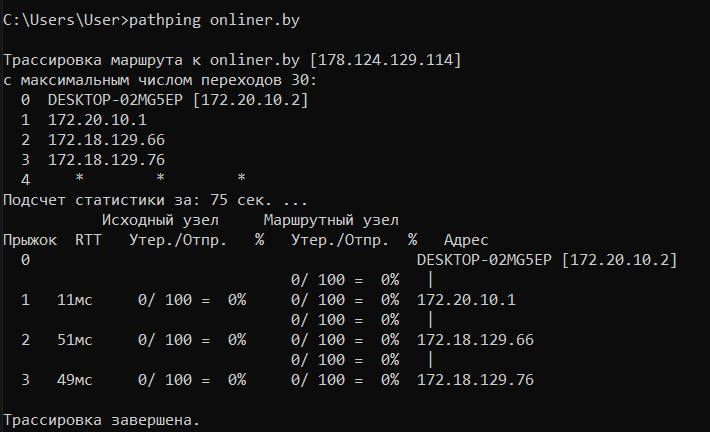 C:\Users\User>pathping onliner.by
Трассировка маршрута к onliner.by [178.124.129.114]
с максимальным числом переходов 30:
  0  DESKTOP-02MG5EP [172.20.10.2]
  1  172.20.10.1
  2  172.18.129.66
  3  172.18.129.76
  4     *        *        *
Подсчет статистики за: 75 сек. ...
           Исходный узел     Маршрутный узел
Прыжок  RTT   Утер./Отпр.   %   Утер./Отпр.  %   Адрес
  0                                           DESKTOP-02MG5EP [172.20.10.2]
                                0/ 100 =  0%   |
  1   11мс     0/ 100 =  0%     0/ 100 =  0%  172.20.10.1
                                0/ 100 =  0%   |
  2   51мс     0/ 100 =  0%     0/ 100 =  0%  172.18.129.66
                                0/ 100 =  0%   |
  3   49мс     0/ 100 =  0%     0/ 100 =  0%  172.18.129.76
Трассировка завершена.